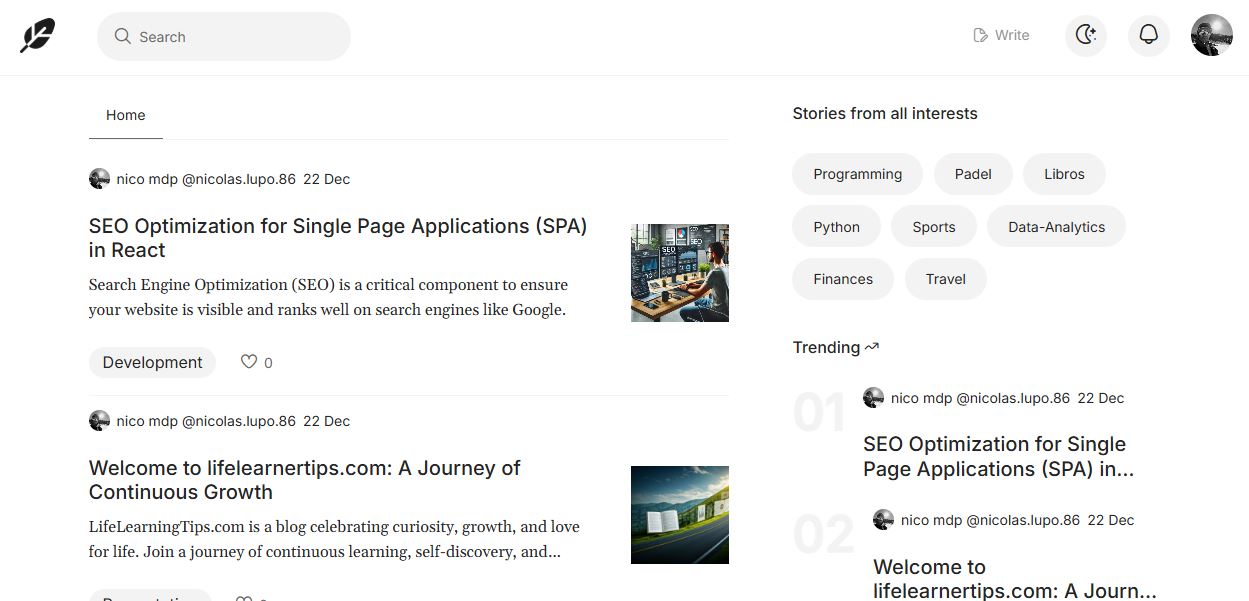 Search
Write
Home
nico mdp @nicolas.lupo.86 22 Dec
SEO Optimization for Single Page Applications (SPA)
in React
Search Engine Optimization (SEO) is a critical component to ensure
your website is visible and ranks well on search engines like Google.
Development
0
nico mdp @nicolas.lupo.86 22 Dec
Welcome to lifelearnertips.com: A Journey of
Continuous Growth
LifeLearningTips.com is a blog celebrating curiosity, growth, and love
for life. Join a journey of continuous learning, self-discovery, and...
Stories from all interests
Programming
Padel
Libros
Python
Sports
Data-Analytics
Finances
Travel
Trending
01
nico mdp @nicolas.lupo.86 22 Dec
SEO Optimization for Single
Page Applications (SPA) in...
02
nico mdp @nicolas.lupo.86 22 Dec
Welcome to
lifelearnertips.com: A Journ...